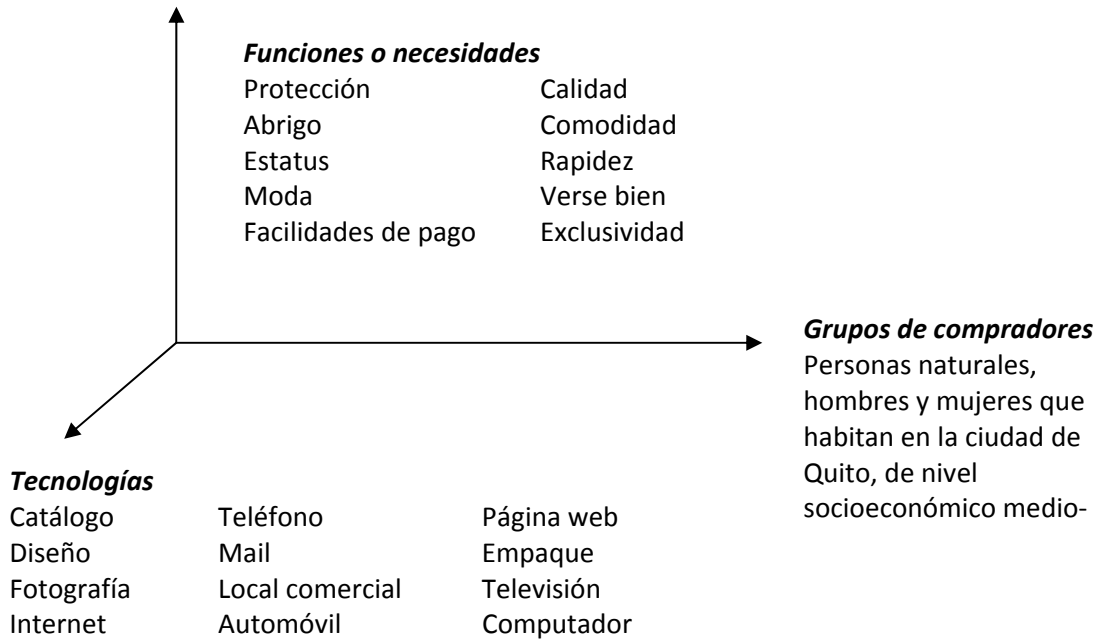 Funciones o necesidades
Protección Calidad
Abrigo Comodidad
Estatus Rapidez
Moda Verse bien
Facilidades de pago Exclusividad
Grupos de compradores
Personas naturales,
hombres y mujeres que
habitan en la ciudad de
Quito, de nivel
socioeconómico medio-
Tecnologías
Catálogo Teléfono Página web
Diseño Mail Empaque
Fotografía Local comercial Televisión
Internet Automóvil Computador